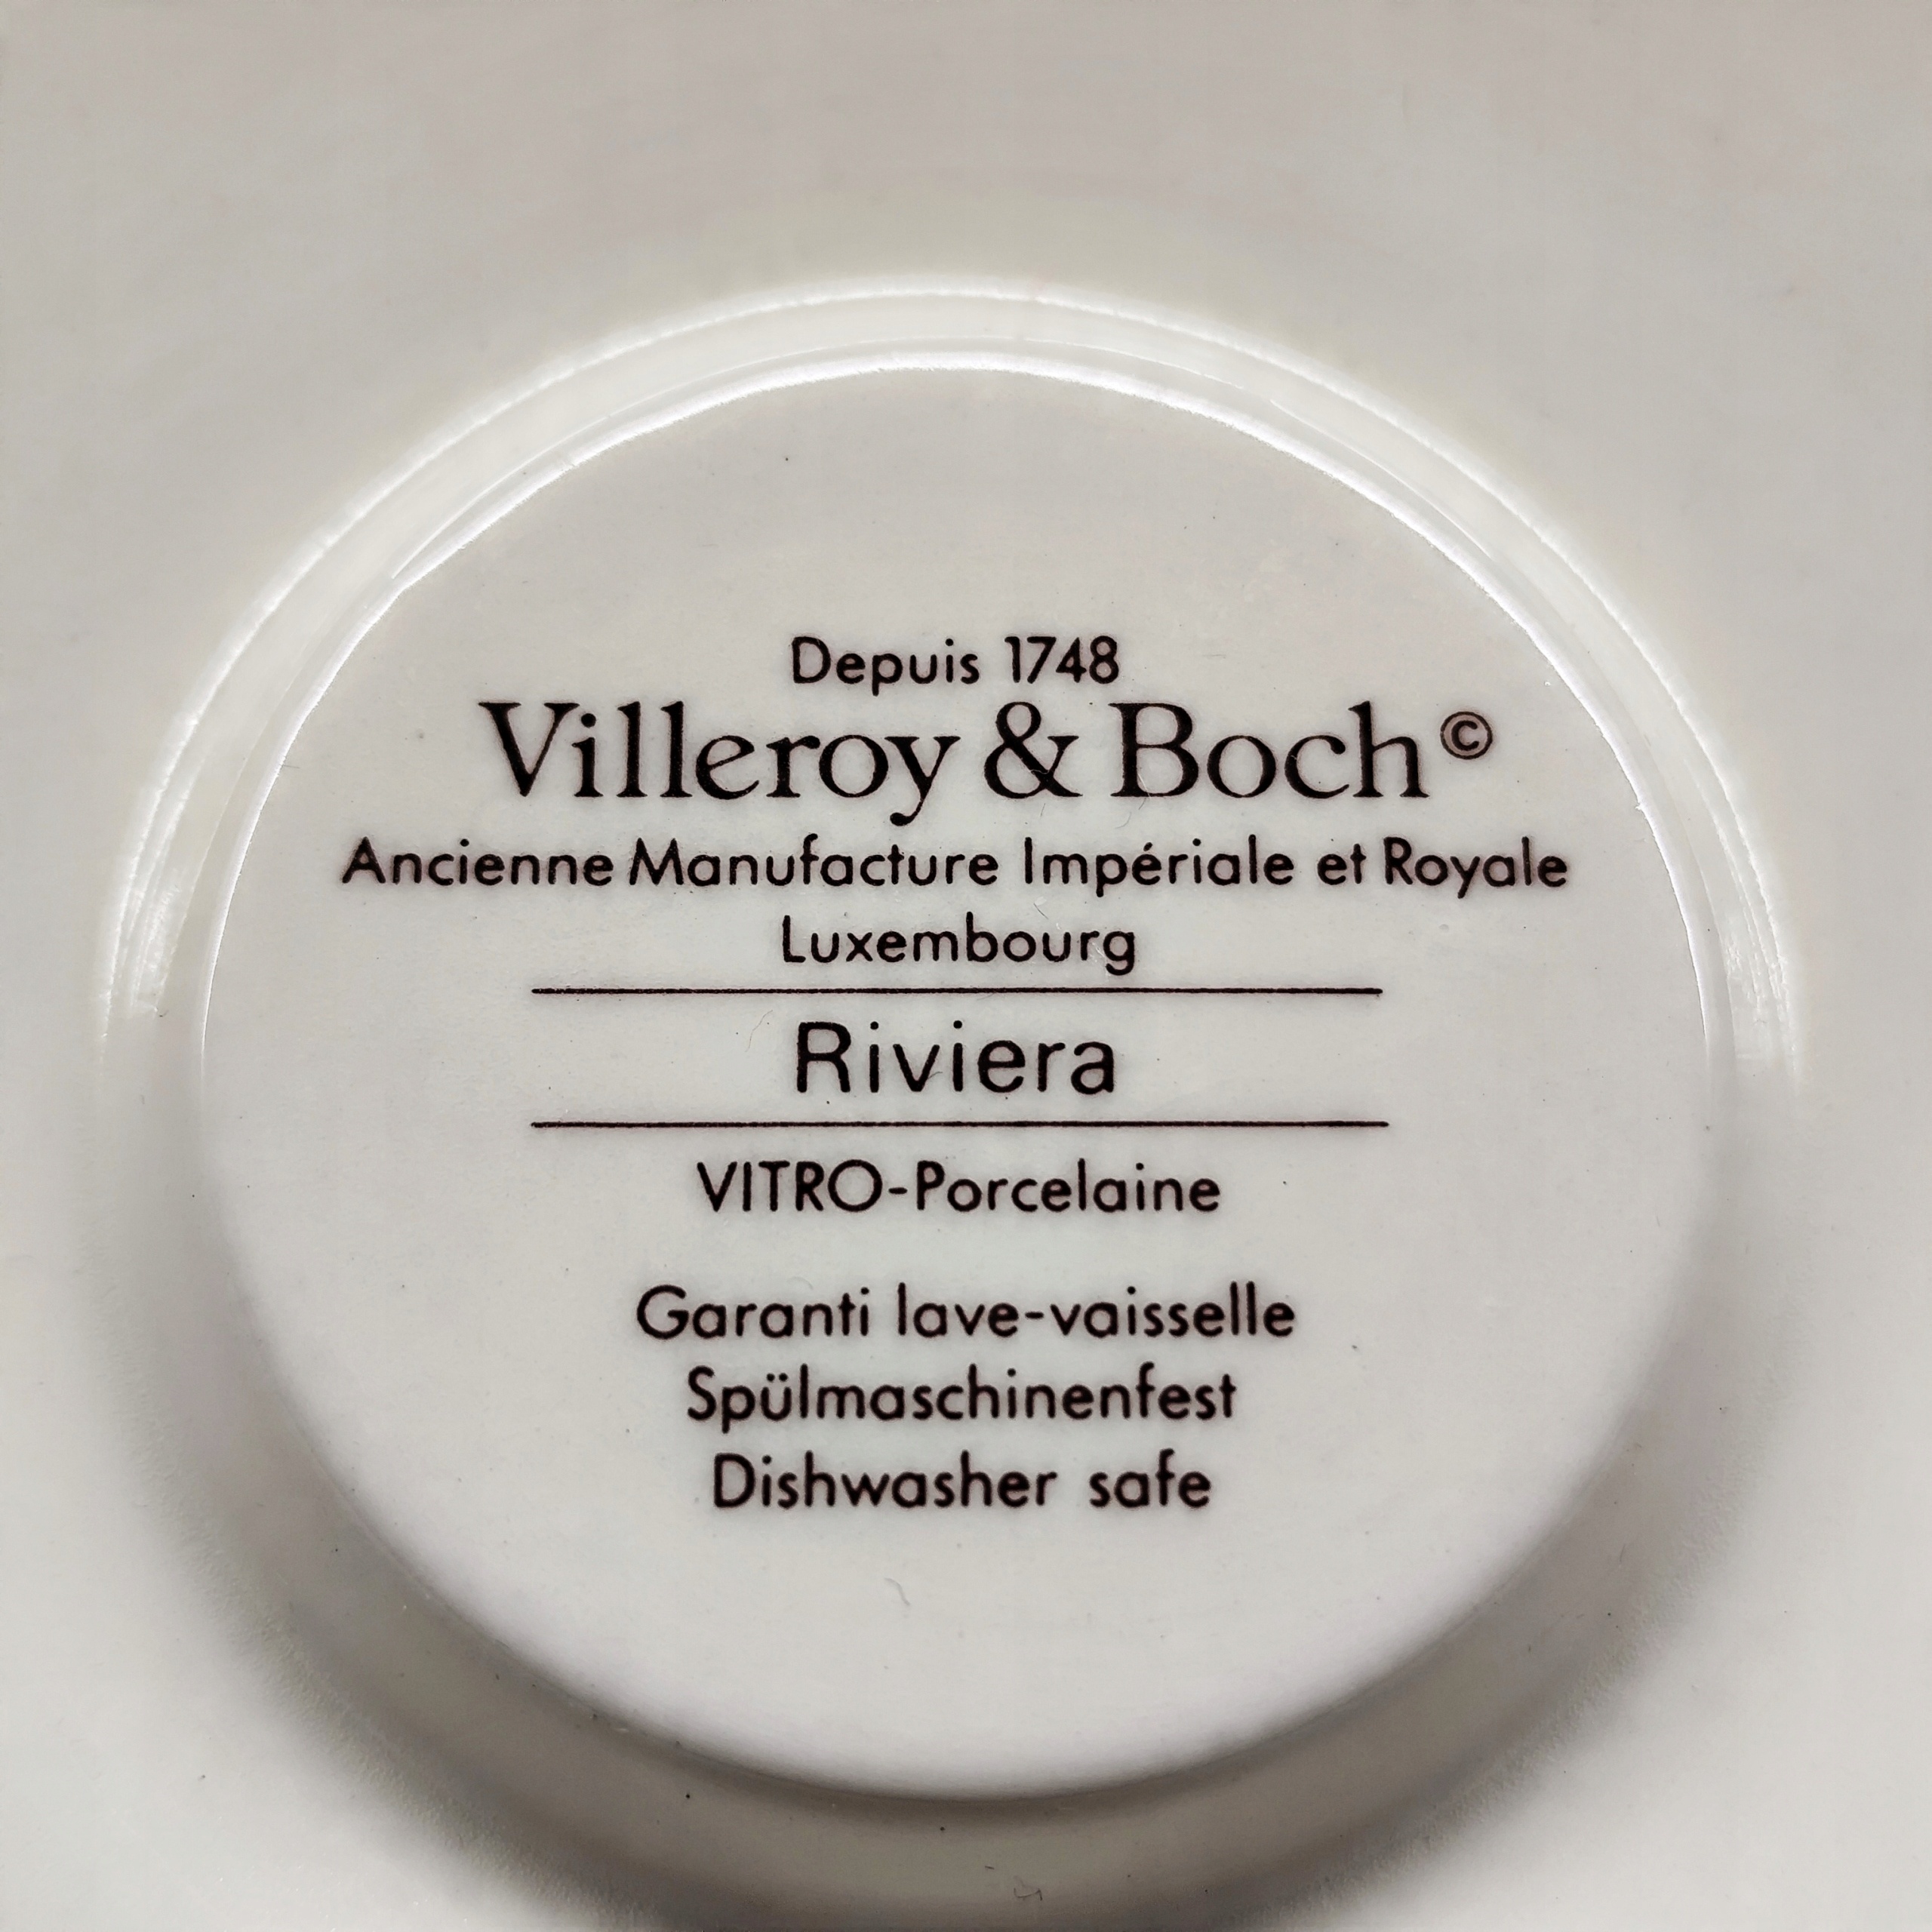 Depuis 1748
Villeroy & Boch©
Ancienne Manufacture Impériale et Royale
Luxembourg
Riviera
VITRO-Porcelaine
Garanti lave-vaisselle
Spülmaschinenfest
Dishwasher safe